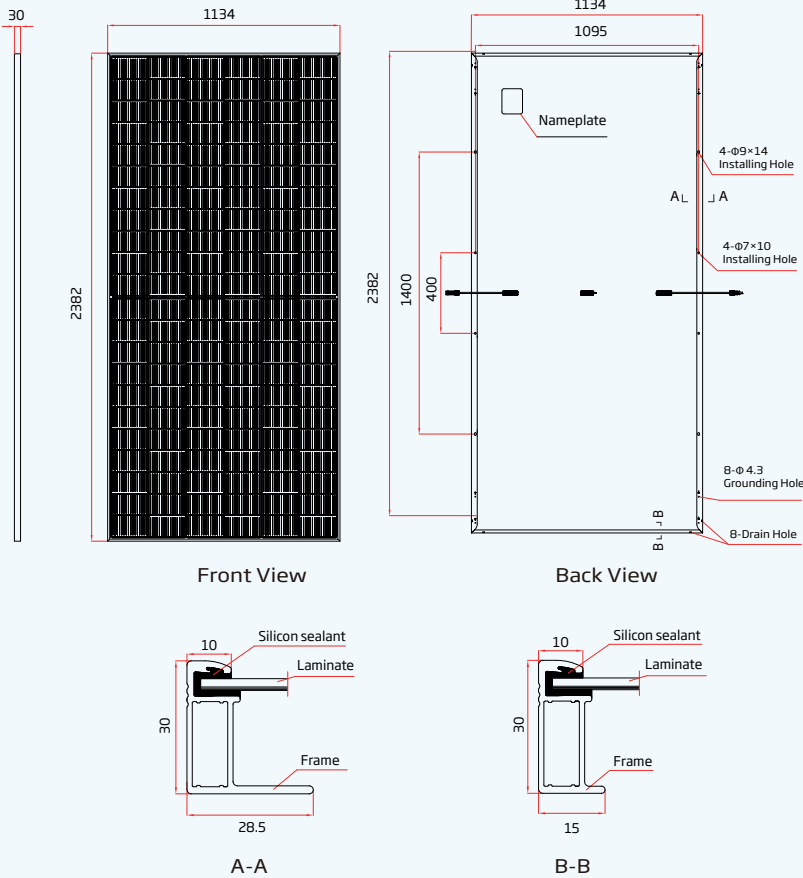 30
1134
2382
Front View
1134
1095
Nameplate
4-Φ9×14
Installing Hole
A
A
4-Φ7×10
Installing Hole
2382
1400
400
8-Φ 4.3
Grounding Hole
B
B
8-Drain Hole
Back View
10
Silicon sealant
Laminate
30
Frame
28.5
A-A
10
Silicon sealant
Laminate
30
Frame
15
B-B